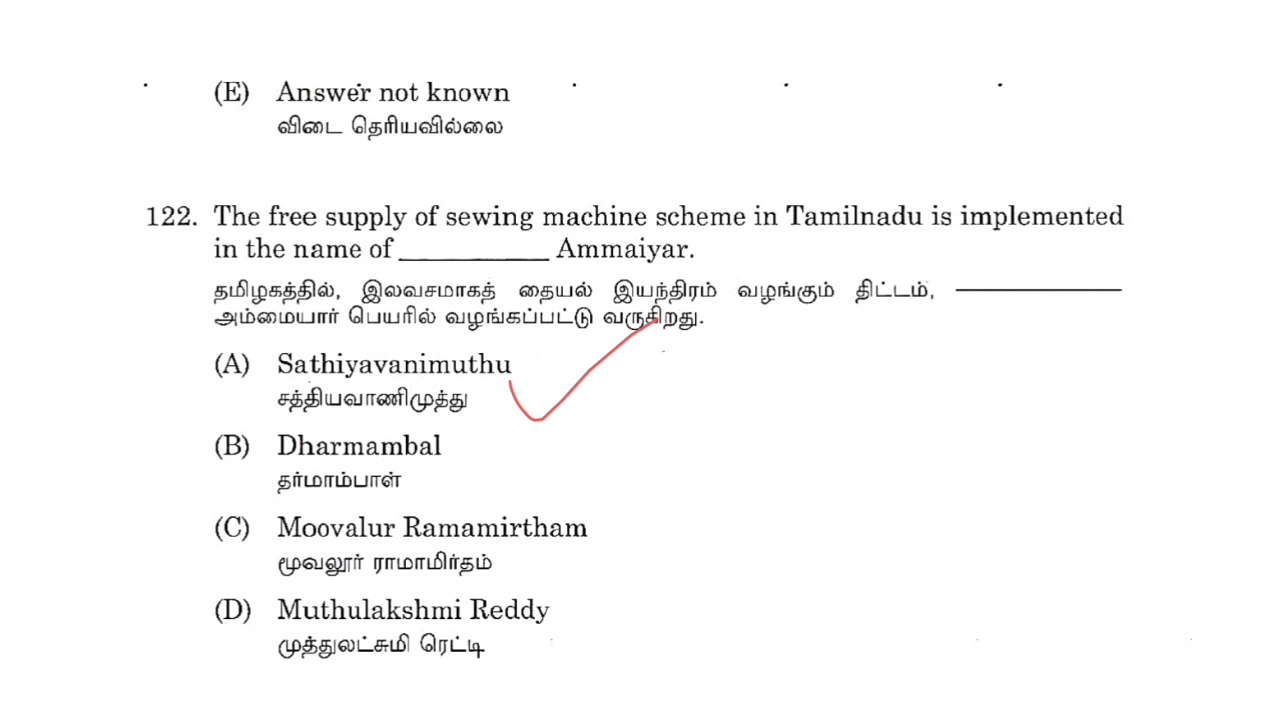 (E) Answer not known
விடை தெரியவில்லை
122. The free supply of sewing machine scheme in Tamilnadu is implemented
in the name of __________ Ammaiyar.
தமிழகத்தில், இலவசமாகத் தையல் இயந்திரம் வழங்கும் திட்டம், __________
அம்மையார் பெயரில் வழங்கப்பட்டு வருகிறது.
(A) Sathiyavanimuthu
சத்தியவாணிமுத்து
(B) Dharmambal
தர்மாம்பாள்
(C) Moovalur Ramamirtham
மூவலூர் ராமாமிர்தம்
(D) Muthulakshmi Reddy
முத்துலட்சுமி ரெட்டி